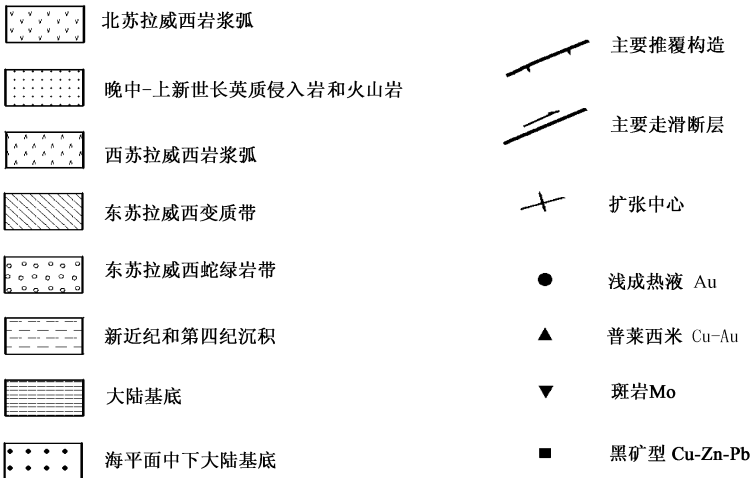 北苏拉威西岩浆弧
晚中-上新世长英质侵入岩和火山岩
西苏拉威西岩浆弧
东苏拉威西变质带
东苏拉威西蛇绿岩带
新近纪和第四纪沉积
大陆基底
海平面中下大陆基底
主要推覆构造
主要走滑断层
扩张中心
浅成热液 Au
普莱西米 Cu-Au
斑岩Mo
黑矿型 Cu-Zn-Pb